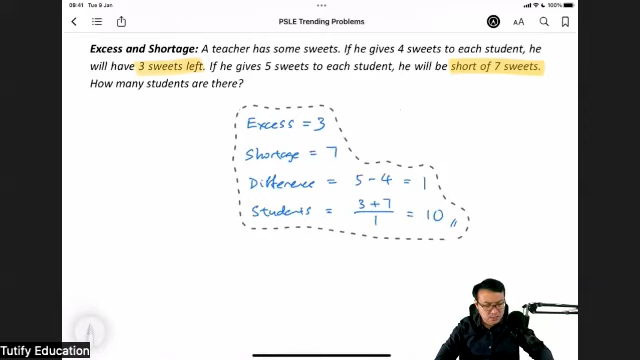 09:41 Tue 9 Jan
100%
PSLE Trending Problems
AA
Excess and Shortage: A teacher has some sweets. If he gives 4 sweets to each student, he
will have 3 sweets left. If he gives 5 sweets to each student, he will be short of 7 sweets.
How many students are there?
Excess = 3
Shortage = 7
Difference = 5 - 4 = 1
Students = 3 + 7 / 1 = 10
Tutify Education